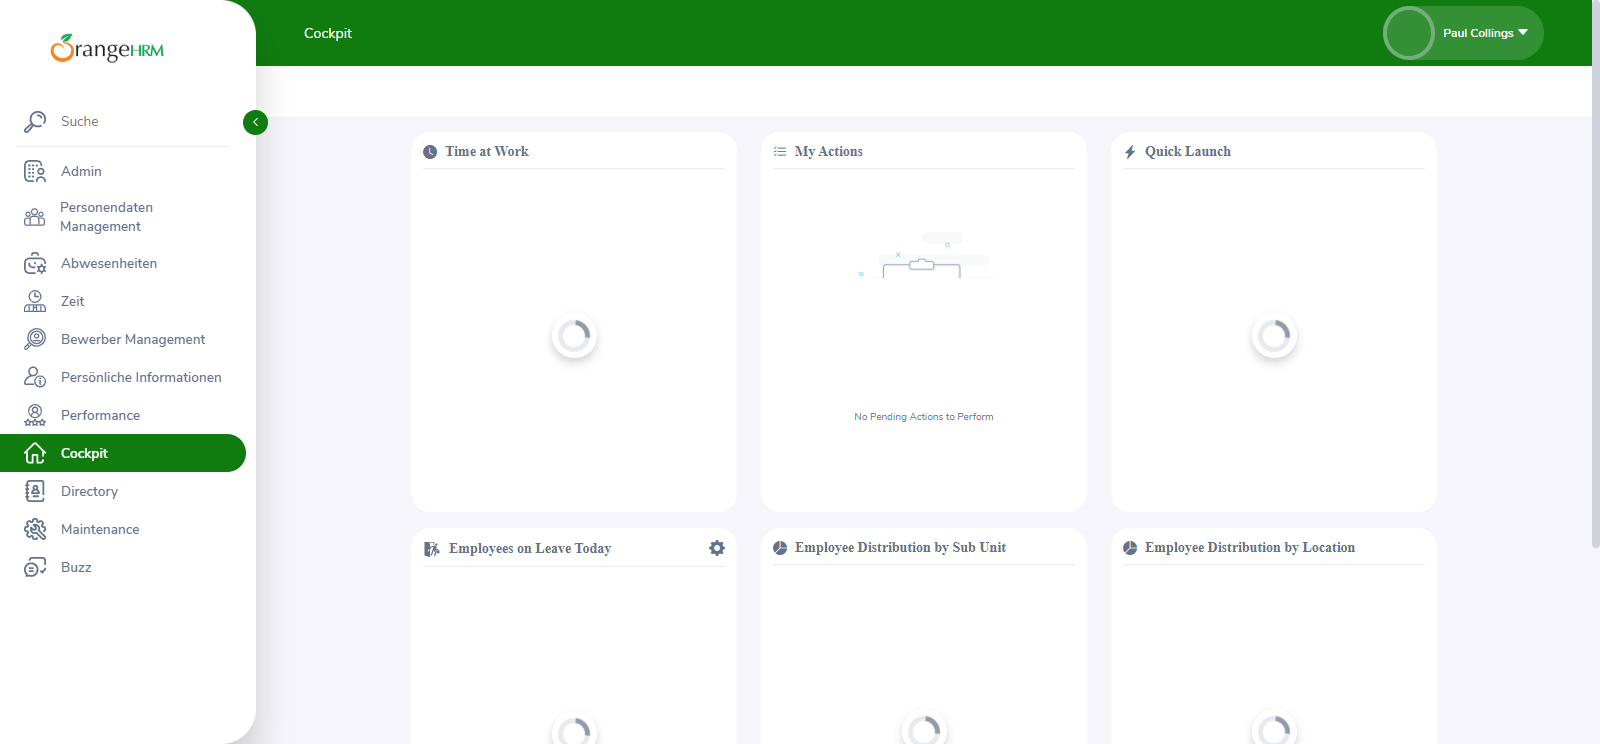 OrangeHRM
Cockpit
Paul Collings
Suche
Admin
Personendaten
Management
Abwesenheiten
Zeit
Bewerber Management
Persönliche Informationen
Performance
Cockpit
Directory
Maintenance
Buzz
Time at Work
My Actions
No Pending Actions to Perform
Quick Launch
Employees on Leave Today
Employee Distribution by Sub Unit
Employee Distribution by Location